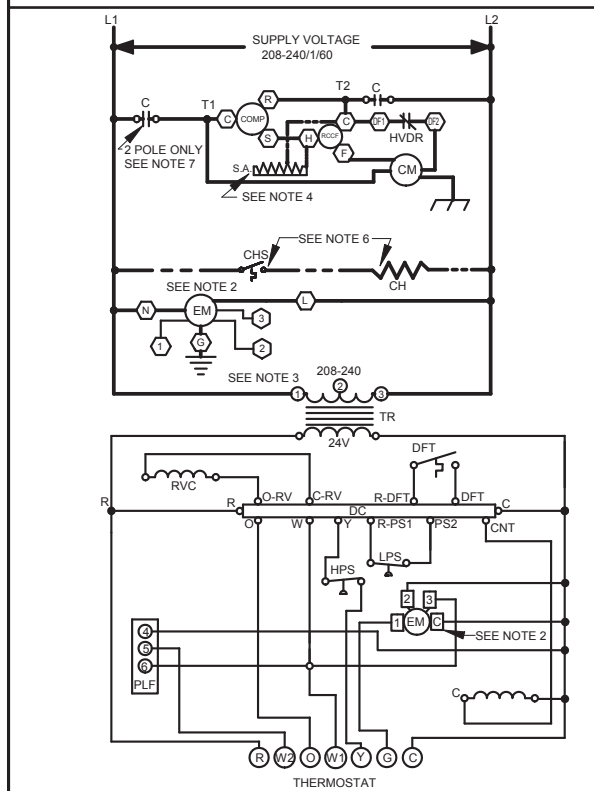 L1 L2
SUPPLY VOLTAGE
208-240/1/60
T2 C
C T1 C COMP R
S H RCCF C DF1 DF2
HVDR
2 POLE ONLY
SEE NOTE 7
F
S.A. CM
SEE NOTE 4
SEE NOTE 6
CHS
CH
SEE NOTE 2
N EM L
3
1 G 2
SEE NOTE 3 208-240
1 2 3
TR
24V
DFT
RVC
R O-RV C-RV R-DFT DFT
R DC C
O W Y R-PS1 PS2 CNT
LPS
HPS
2 3
1 EM C
SEE NOTE 2
4
5
6
PLF
C
R W2 O W1 Y G C
THERMOSTAT